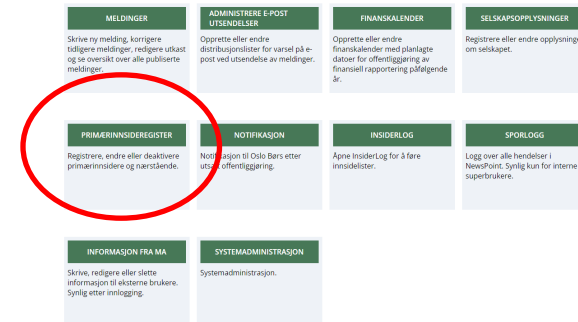 MELDINGER
Skrive ny melding, korrigere
tidligere meldinger, redigere utkast
og se oversikt over alle publiserte
meldinger.
ADMINISTRERE E-POST
UTSENDELSER
Opprette eller endre
distribusjonslister for varsel på e-
post ved utsendelse av meldinger.
FINANSKALENDER
Opprette eller endre
finanskalender med planlagte
datoer for offentliggjøring av
finansiell rapportering påfølgende
år.
SELSKAPSOPPLYSNINGER
Registrere eller endre opplysninge
om selskapet.
PRIMÆRINNSIDEREGISTER
Registrere, endre eller deaktivere
primærinnsidere og nærstående.
NOTIFIKASJON
Notifikasjon til Oslo Børs etter
utsatt offentliggjøring.
INSIDERLOG
Åpne InsiderLog for å føre
innsidelister.
SPORLOGG
Logg over alle hendelser i
NewsPoint. Synlig kun for interne
superbrukere.
INFORMASJON FRA MA
Skrive, redigere eller slette
informasjon til eksterne brukere.
Synlig etter innlogging.
SYSTEMADMINISTRASJON
Systemadministrasjon.